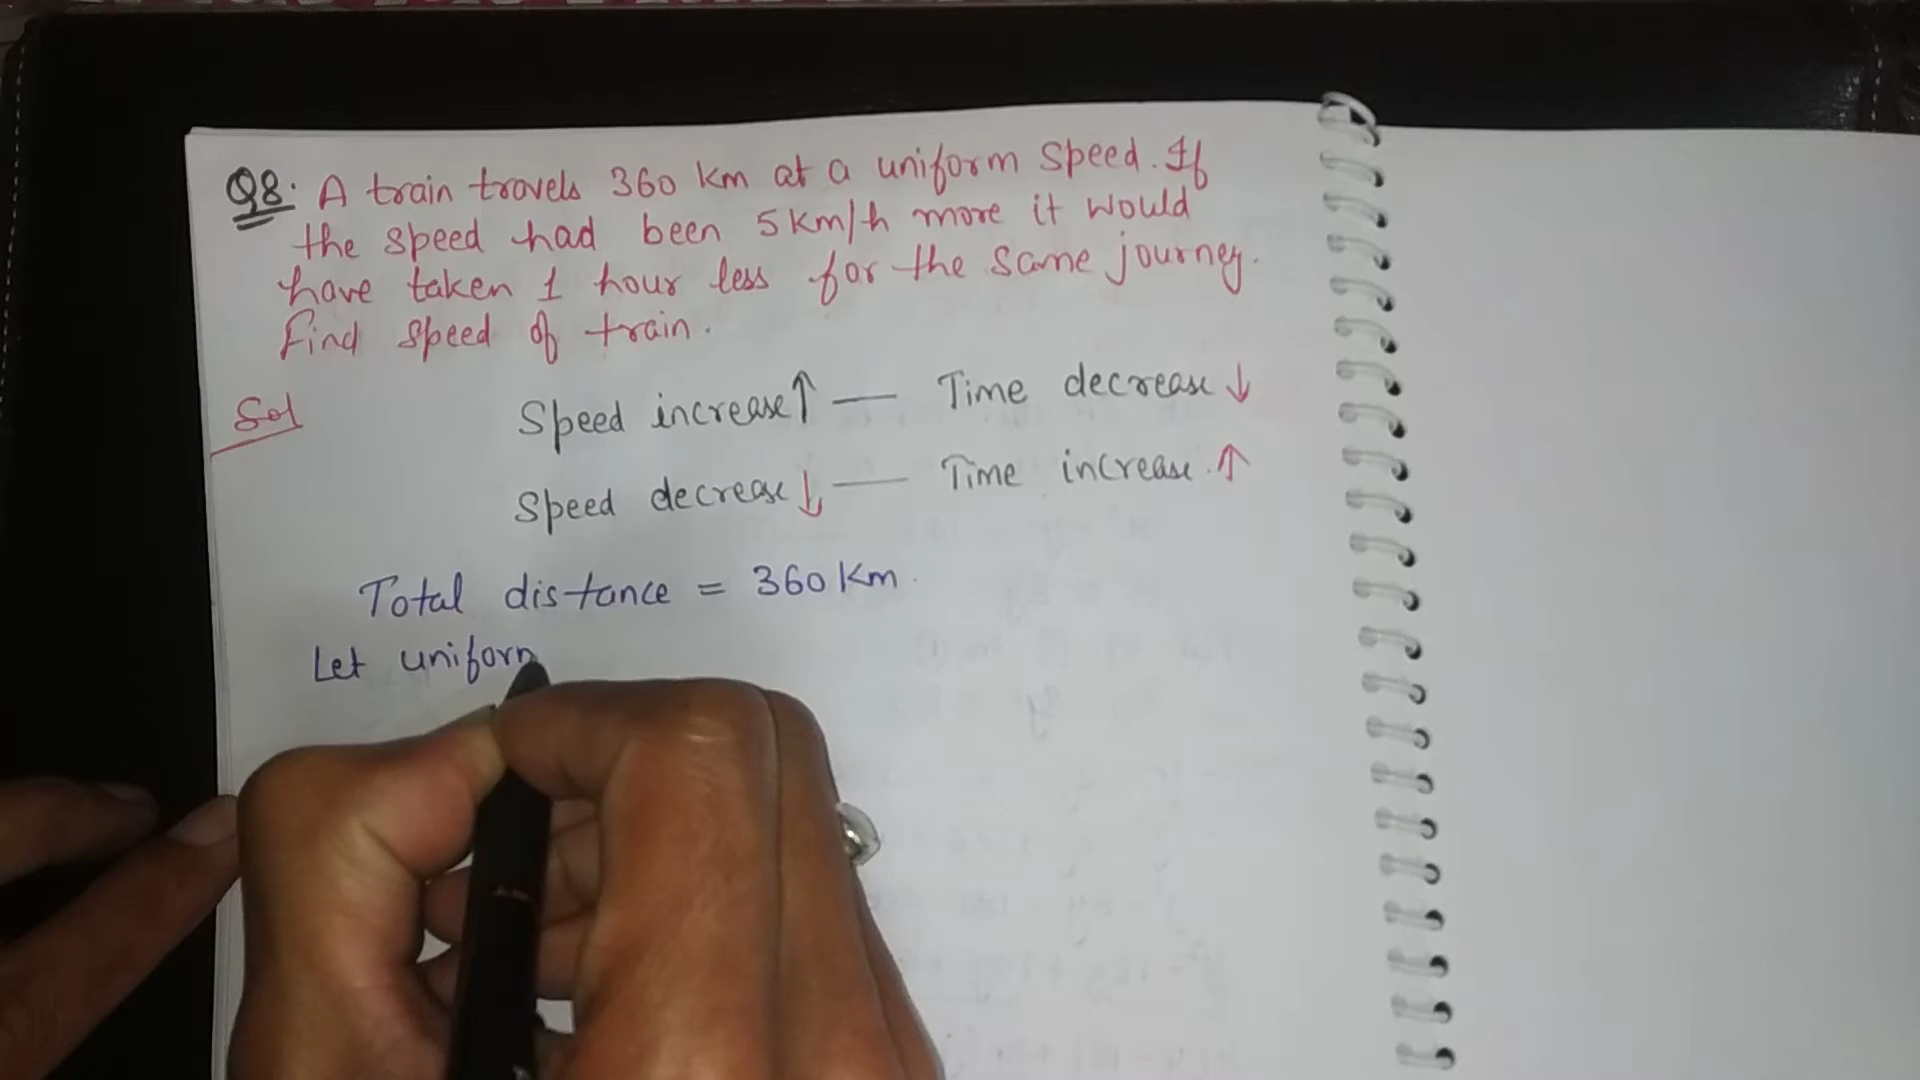 Q8. A train travels 360 km at a uniform speed. If
the speed had been 5 km/h more it would
have taken 1 hour less for the same journey.
Find speed of train.
Sol
Speed increase ↑ — Time decrease ↓
Speed decrease ↓ — Time increase. ↑
Total distance = 360 Km.
Let uniform